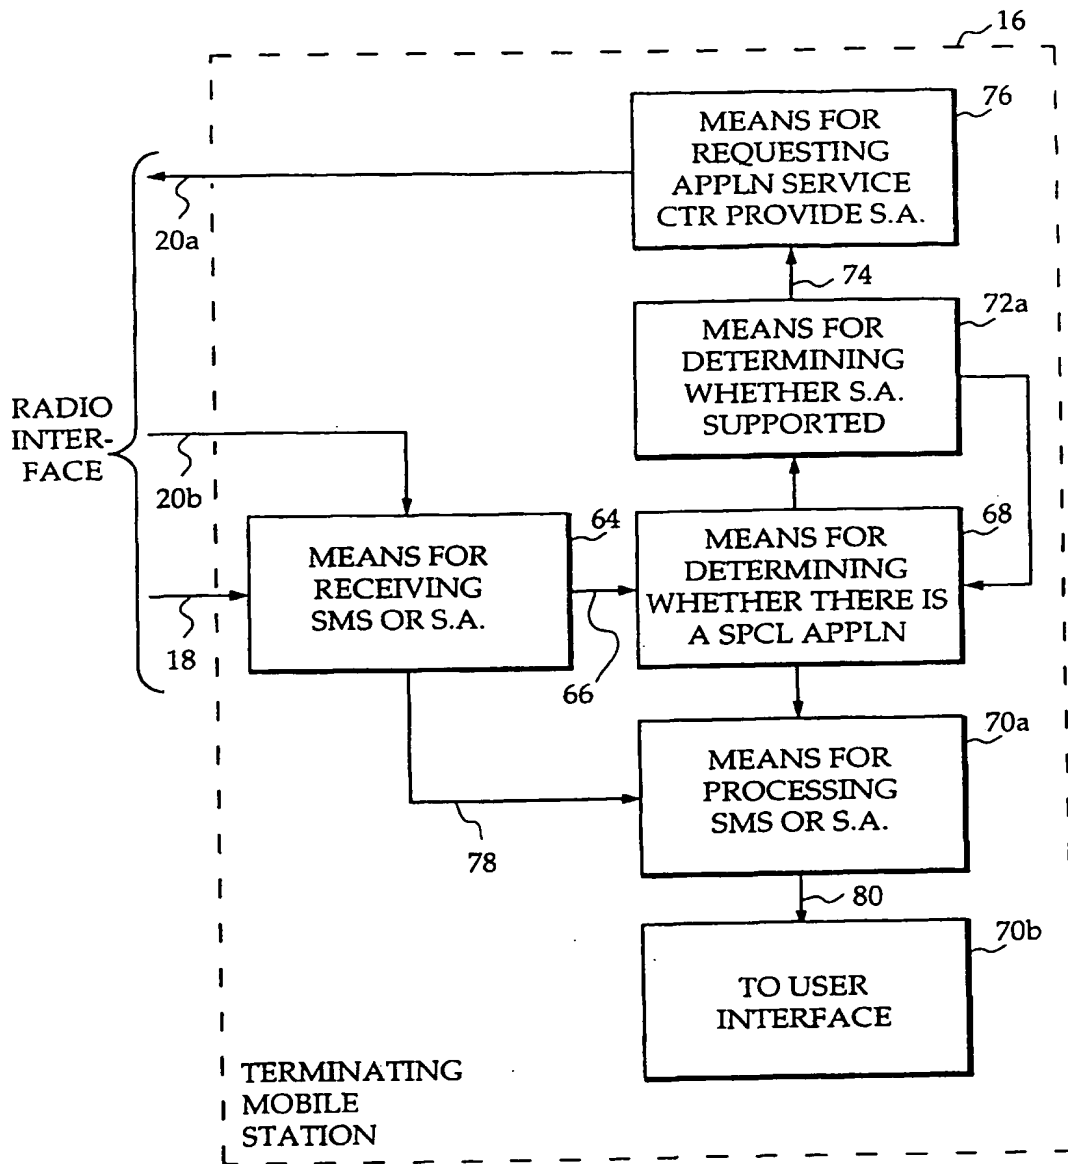 16
MEANS FOR
REQUESTING
APPLN SERVICE
CTR PROVIDE S.A.
76
20a
74
MEANS FOR
DETERMINING
WHETHER S.A.
SUPPORTED
72a
RADIO
INTER-
FACE
20b
MEANS FOR
RECEIVING
SMS OR S.A.
64
MEANS FOR
DETERMINING
WHETHER THERE IS
A SPCL APPLN
68
18
66
MEANS FOR
PROCESSING
SMS OR S.A.
70a
78
80
TO USER
INTERFACE
70b
TERMINATING
MOBILE
STATION